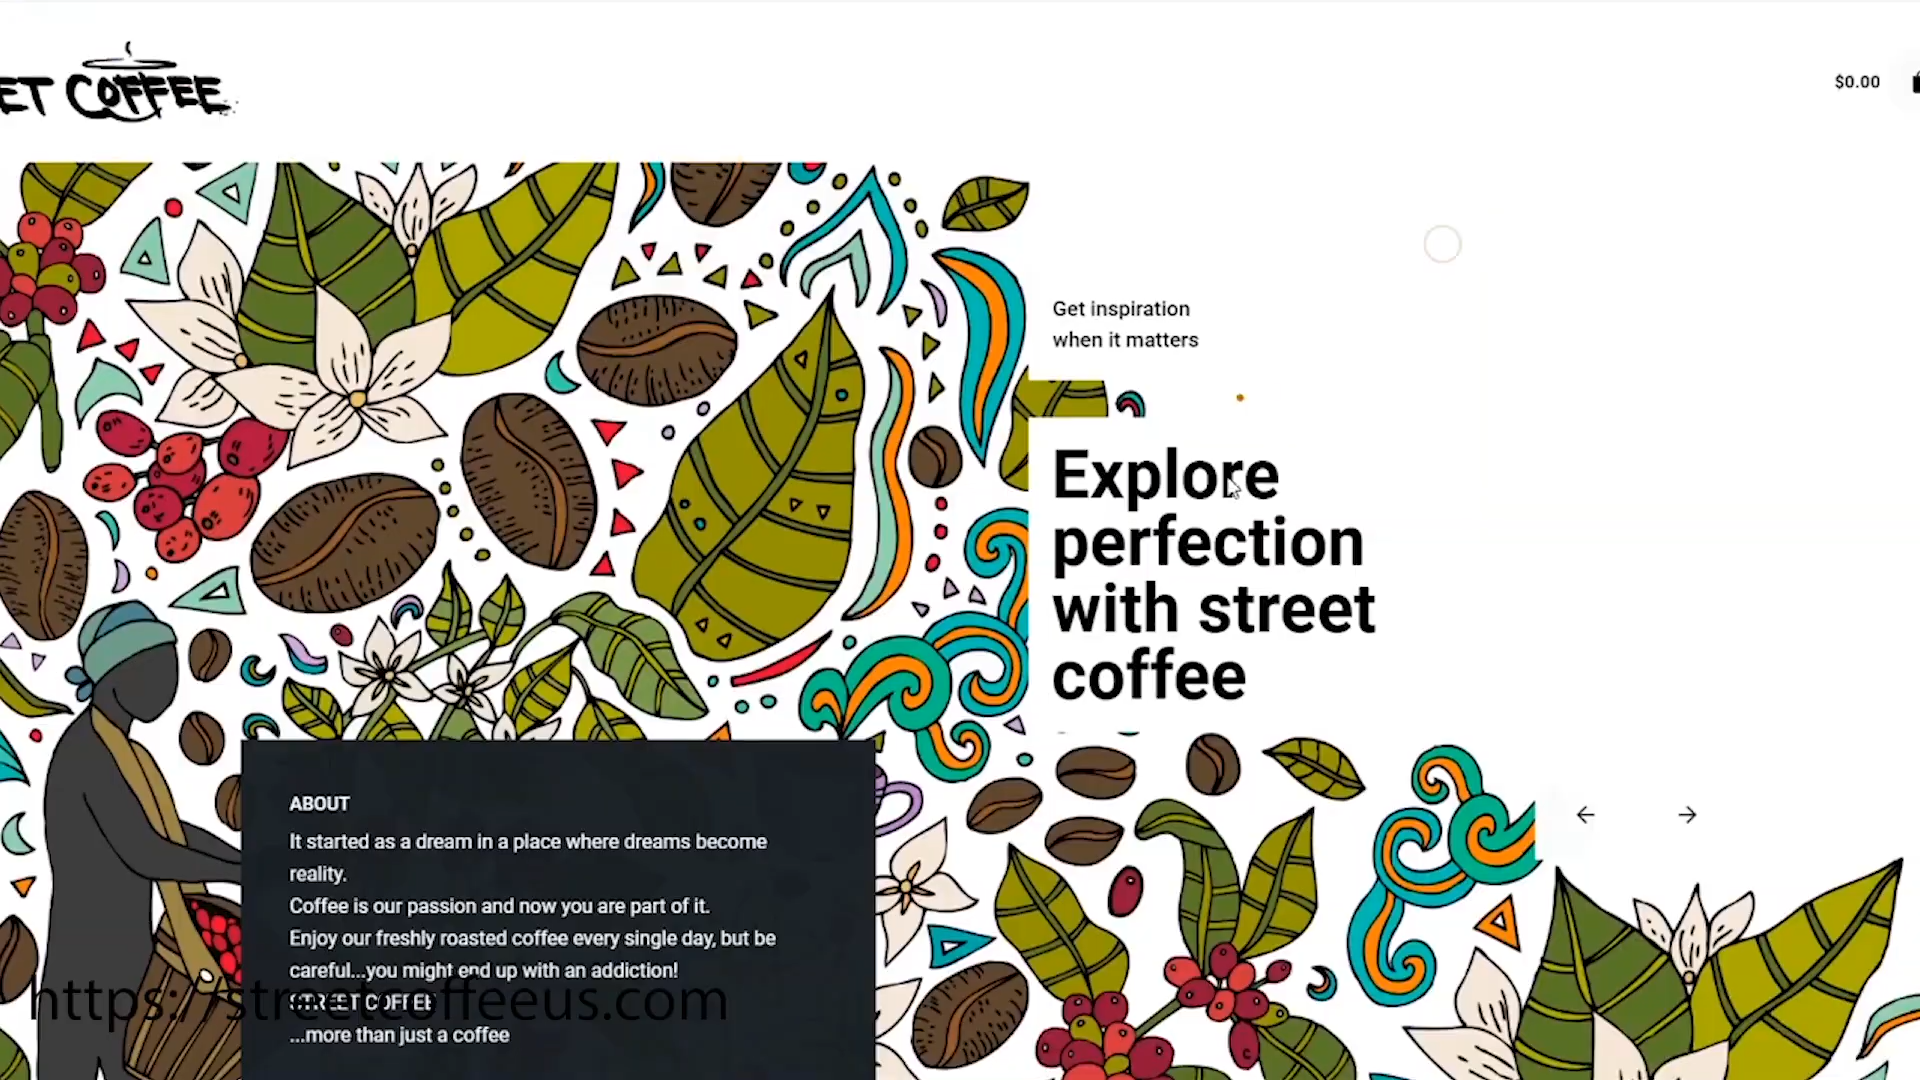 ET COFFEE
$0.00
Get inspiration
when it matters
Explore
perfection
with street
coffee
ABOUT
It started as a dream in a place where dreams become
reality.
Coffee is our passion and now you are part of it.
Enjoy our freshly roasted coffee every single day, but be
careful...you might end up with an addiction!
STREET COFFEE
...more than just a coffee
https://streetcoffeeus.com